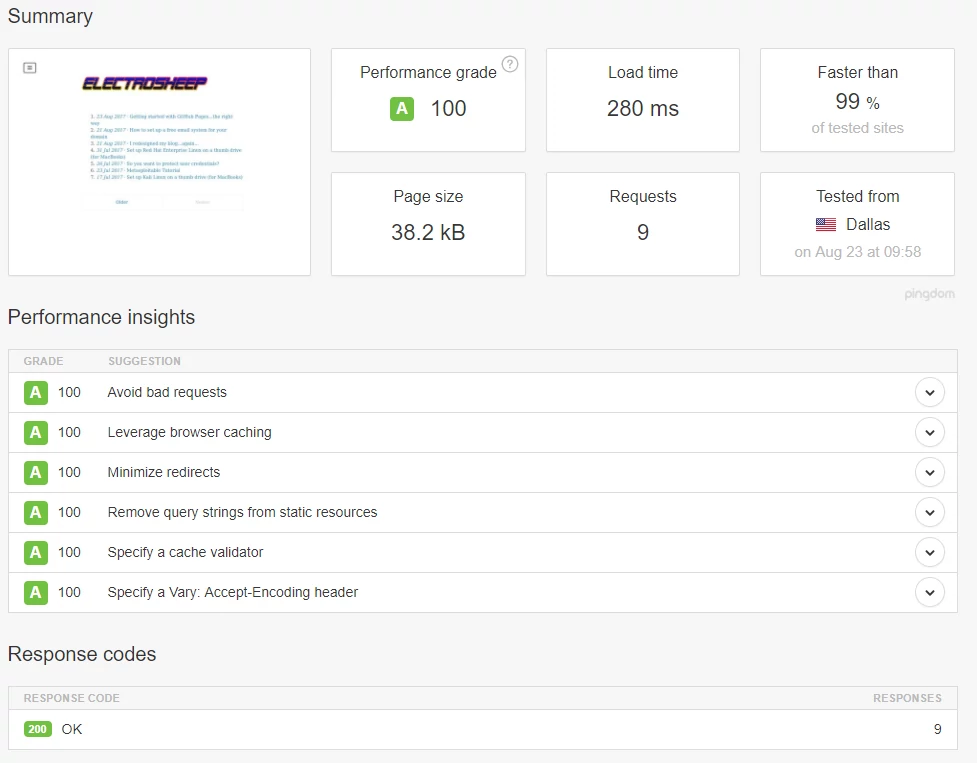 Summary
ELECTROSHEEP
1. 23 Aug 2017 - Getting started with GitHub Pages...the right
way
2. 21 Aug 2017 - How to set up a free email system for your
domain
3. 21 Aug 2017 - I redesigned my blog...again...
4. 31 Jul 2017 - Set up Red Hat Enterprise Linux on a thumb drive
(for MacBooks)
5. 26 Jul 2017 - So you want to protect user credentials?
6. 23 Jul 2017 - Metasploitable Tutorial
7. 17 Jul 2017 - Set up Kali Linux on a thumb drive (for MacBooks)
Older
Performance grade ?
A 100
Load time
280 ms
Faster than
99 %
of tested sites
Page size
38.2 kB
Requests
9
Tested from
Dallas
on Aug 23 at 09:58
pingdom
Performance insights
GRADE SUGGESTION
A 100 Avoid bad requests
A 100 Leverage browser caching
A 100 Minimize redirects
A 100 Remove query strings from static resources
A 100 Specify a cache validator
A 100 Specify a Vary: Accept-Encoding header
Response codes
RESPONSE CODE RESPONSES
200 OK 9